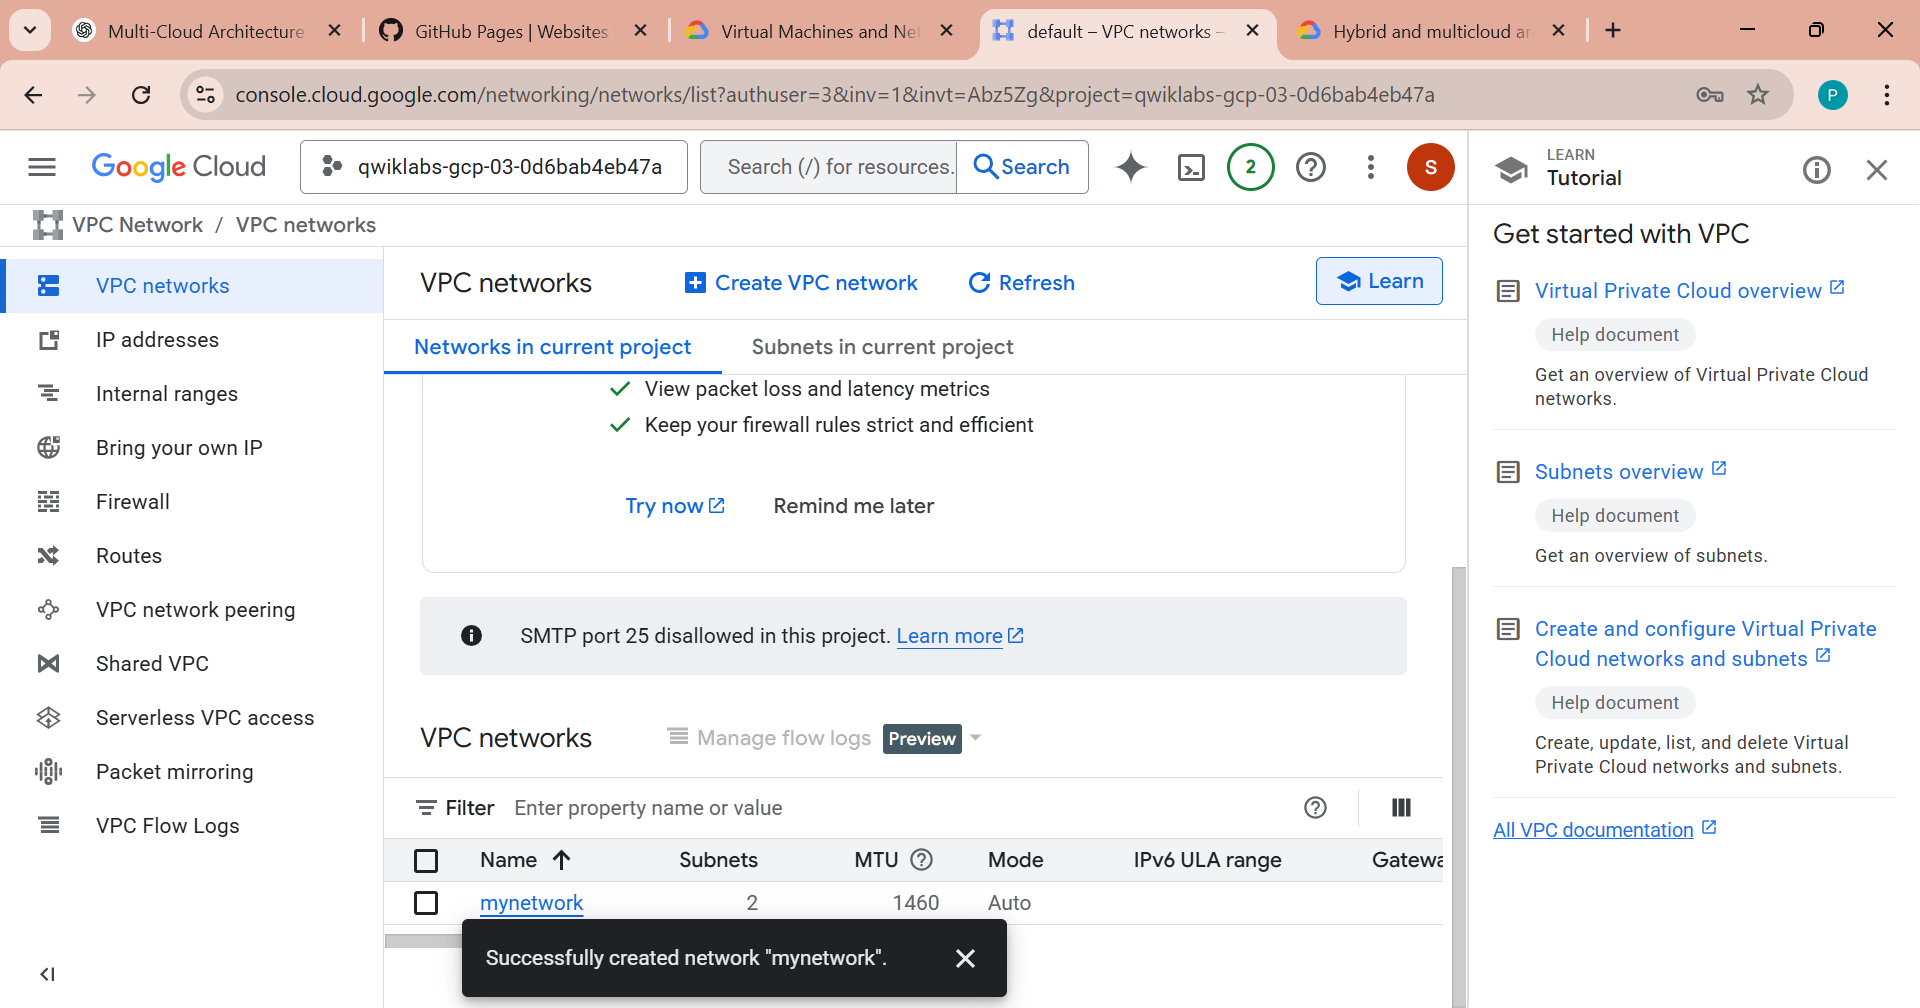 Multi-Cloud Architecture
GitHub Pages | Websites
Virtual Machines and Net
default – VPC networks –
Hybrid and multicloud ar
console.cloud.google.com/networking/networks/list?authuser=3&inv=1&invt=Abz5Zg&project=qwiklabs-gcp-03-0d6bab4eb47a
P
Google Cloud
qwiklabs-gcp-03-0d6bab4eb47a
Search (/) for resources.
Search
2
S
LEARN
Tutorial
VPC Network / VPC networks
VPC networks
IP addresses
Internal ranges
Bring your own IP
Firewall
Routes
VPC network peering
Shared VPC
Serverless VPC access
Packet mirroring
VPC Flow Logs
VPC networks
Create VPC network
Refresh
Learn
Networks in current project
Subnets in current project
View packet loss and latency metrics
Keep your firewall rules strict and efficient
Try now
Remind me later
SMTP port 25 disallowed in this project. Learn more
VPC networks
Manage flow logs
Preview
Filter Enter property name or value
Name Subnets MTU Mode IPv6 ULA range Gatewa
mynetwork 2 1460 Auto
Successfully created network "mynetwork".
Get started with VPC
Virtual Private Cloud overview
Help document
Get an overview of Virtual Private Cloud
networks.
Subnets overview
Help document
Get an overview of subnets.
Create and configure Virtual Private
Cloud networks and subnets
Help document
Create, update, list, and delete Virtual
Private Cloud networks and subnets.
All VPC documentation